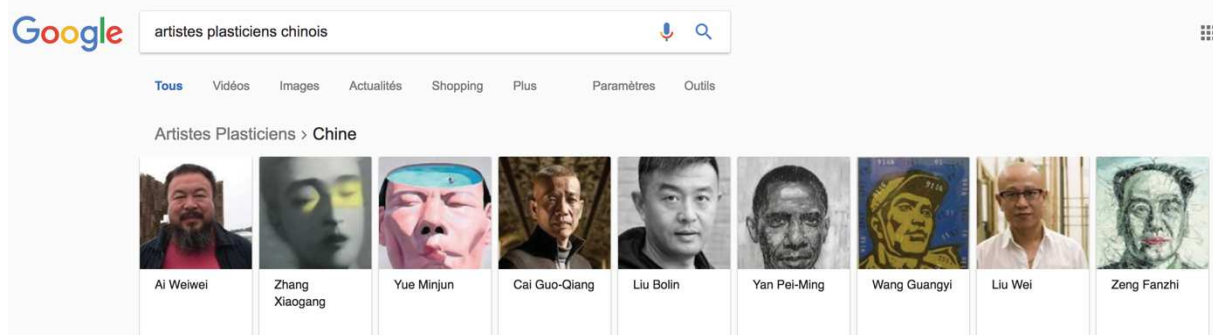 Google
artistes plasticiens chinois
Tous Vidéos Images Actualités Shopping Plus Paramètres Outils
Artistes Plasticiens > Chine
Ai Weiwei
Zhang
Xiaogang
Yue Minjun
Cai Guo-Qiang
Liu Bolin
Yan Pei-Ming
Wang Guangyi
Liu Wei
Zeng Fanzhi